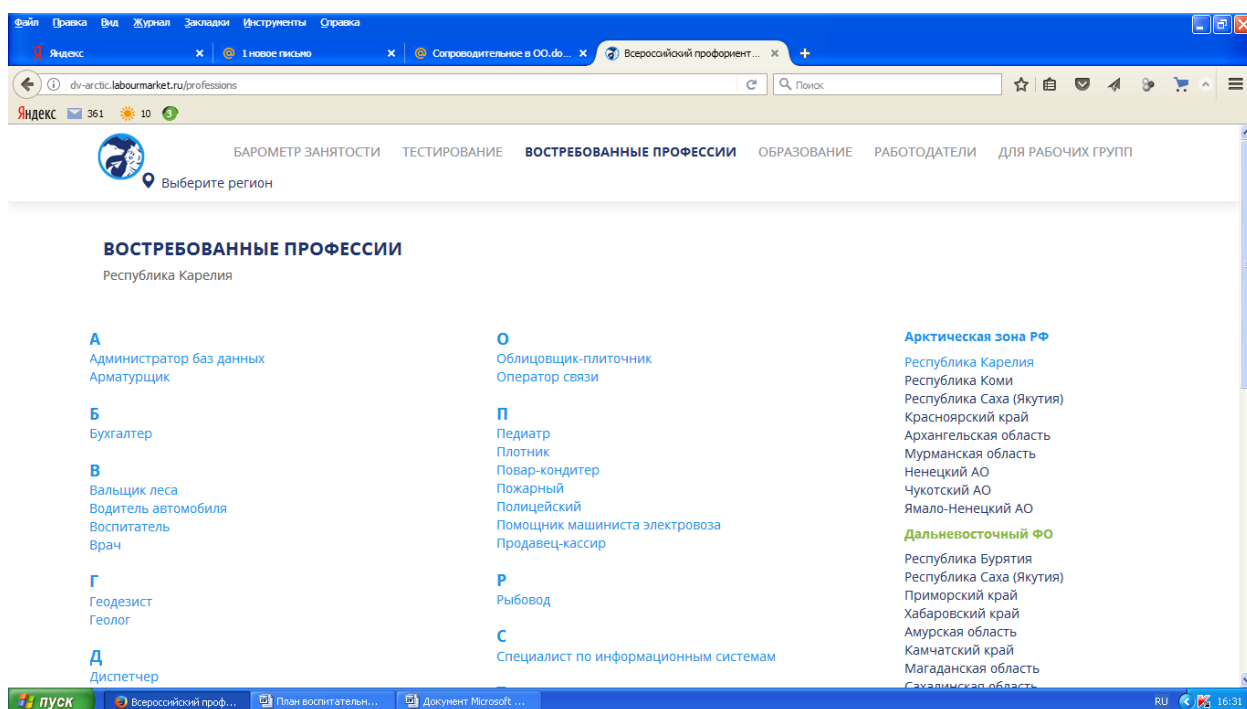 Файл Правка Вид Журнал Закладки Инструменты Справка
Яндекс
1 новое письмо
Сопроводительное в ОО.do...
Всероссийский профориент...
dv-arctic.labourmarket.ru/professions
Поиск
Яндекс 361 10 3
БАРОМЕТР ЗАНЯТОСТИ ТЕСТИРОВАНИЕ ВОСТРЕБОВАННЫЕ ПРОФЕССИИ ОБРАЗОВАНИЕ РАБОТОДАТЕЛИ ДЛЯ РАБОЧИХ ГРУПП
Выберите регион
ВОСТРЕБОВАННЫЕ ПРОФЕССИИ
Республика Карелия
А
Администратор баз данных
Арматурщик
Б
Бухгалтер
В
Вальщик леса
Водитель автомобиля
Воспитатель
Врач
Г
Геодезист
Геолог
Д
Диспетчер
О
Облицовщик-плиточник
Оператор связи
П
Педиатр
Плотник
Повар-кондитер
Пожарный
Полицейский
Помощник машиниста электровоза
Продавец-кассир
Р
Рыбовод
С
Специалист по информационным системам
Арктическая зона РФ
Республика Карелия
Республика Коми
Республика Саха (Якутия)
Красноярский край
Архангельская область
Мурманская область
Ненецкий АО
Чукотский АО
Ямало-Ненецкий АО
Дальневосточный ФО
Республика Бурятия
Республика Саха (Якутия)
Приморский край
Хабаровский край
Амурская область
Камчатский край
Магаданская область
Сахалинская область
пуск
Всероссийский проф...
План воспитательн...
Документ Microsoft ...
RU
16:31